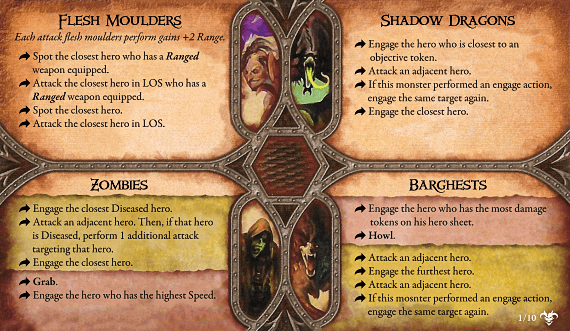 FLESH MOULDERS
Each attack flesh moulders perform gains +2 Range.
Spot the closest hero who has a Ranged
weapon equipped.
Attack the closest hero in LOS who has a
Ranged weapon equipped.
Spot the closest hero.
Attack the closest hero in LOS.
SHADOW DRAGONS
Engage the hero who is closest to an
objective token.
Attack an adjacent hero.
If this monster performed an engage action,
engage the same target again.
Engage the closest hero.
ZOMBIES
Engage the closest Diseased hero.
Attack an adjacent hero. Then, if that hero
is Diseased, perform 1 additional attack
targeting that hero.
Engage the closest hero.
Grab.
Engage the hero who has the highest Speed.
BARGHESTS
Engage the hero who has the most damage
tokens on his hero sheet.
Howl.
Attack an adjacent hero.
Engage the furthest hero.
Attack an adjacent hero.
If this mosnter performed an engage action,
engage the same target again.
1/10